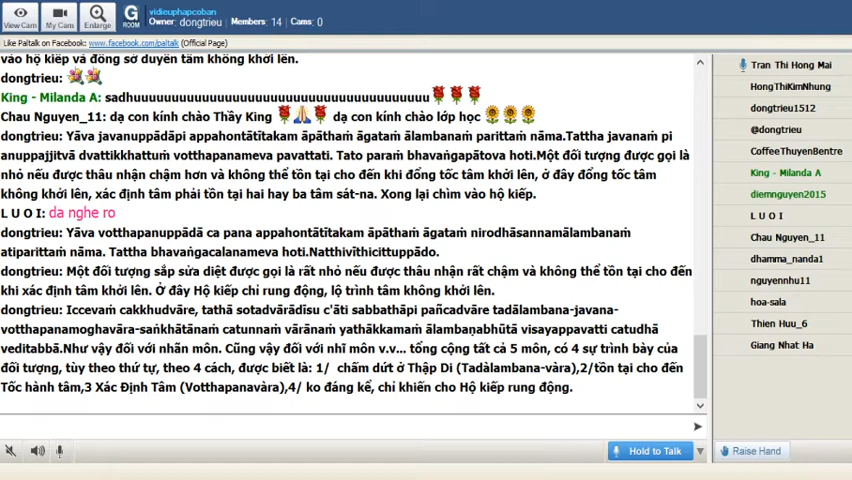 vidieuphapcoban
Owner: dongtrieu Members: 14 Cams: 0
View Cam
My Cam
Enlarge
G
ROOM
Like Paltalk on Facebook: www.facebook.com/paltalk (Official Page)
vào hộ kiếp và đổng sở duyên tâm không khởi lên.
dongtrieu:
King - Milanda A: sadhuuuuuuuuuuuuuuuuuuuuuuuuuuuuuuuuuuuuuuuuu
Chau Nguyen_11: dạ con kính chào Thầy King dạ con kính chào lớp học
dongtrieu: Yāva javanuppādāpi appahontātītakam āpāthaṁ āgataṁ ālambanaṁ parittaṁ nāma.Tattha javanaṁ pi
anuppajjitvā dvattikkhattuṁ votthapanameva pavattati. Tato paraṁ bhavaṅgapātova hoti.Một đối tượng được gọi là
nhỏ nếu được thâu nhận chậm hơn và không thể tồn tại cho đến khi đổng tốc tâm khởi lên, ở đây đổng tốc tâm
không khởi lên, xác định tâm phải tồn tại hai hay ba tâm sát-na. Xong lại chìm vào hộ kiếp.
L U O I: da nghe ro
dongtrieu: Yāva votthapanuppādā ca pana appahontātītakam āpāthaṁ āgataṁ nirodhāsannamālambanaṁ
atiparittaṁ nāma. Tattha bhavaṅgacalanameva hoti.Natthivīthicittuppādo.
dongtrieu: Một đối tượng sắp sửa diệt được gọi là rất nhỏ nếu được thâu nhận rất chậm và không thể tồn tại cho đến
khi xác định tâm khởi lên. Ở đây Hộ kiếp chỉ rung động, lộ trình tâm không khởi lên.
dongtrieu: Iccevaṁ cakkhudvāre, tathā sotadvārādīsu c'āti sabbathāpi pañcadvāre tadālambana-javana-
votthapanamoghavāra-saṅkhātānaṁ catunnaṁ vārānaṁ yathākkamaṁ ālambaṇabhūtā visayappavatti catudhā
veditabbā.Như vậy đối với nhãn môn. Cũng vậy đối với nhĩ môn v.v... tổng cộng tất cả 5 môn, có 4 sự trình bày của
đối tượng, tùy theo thứ tự, theo 4 cách, được biết là: 1/ chấm dứt ở Thập Di (Tadàlambana-vàra),2/tồn tại cho đến
Tốc hành tâm,3 Xác Định Tâm (Votthapanavàra),4/ ko đáng kể, chỉ khiến cho Hộ kiếp rung động.
Hold to Talk
Raise Hand
Tran Thi Hong Mai
HongThiKimNhung
dongtrieu1512
@dongtrieu
CoffeeThuyenBentre
King - Milanda A
diemnguyen2015
L U O I
Chau Nguyen_11
dhamma_nanda1
nguyennhu11
hoa-sala
Thien Huu_6
Giang Nhat Ha